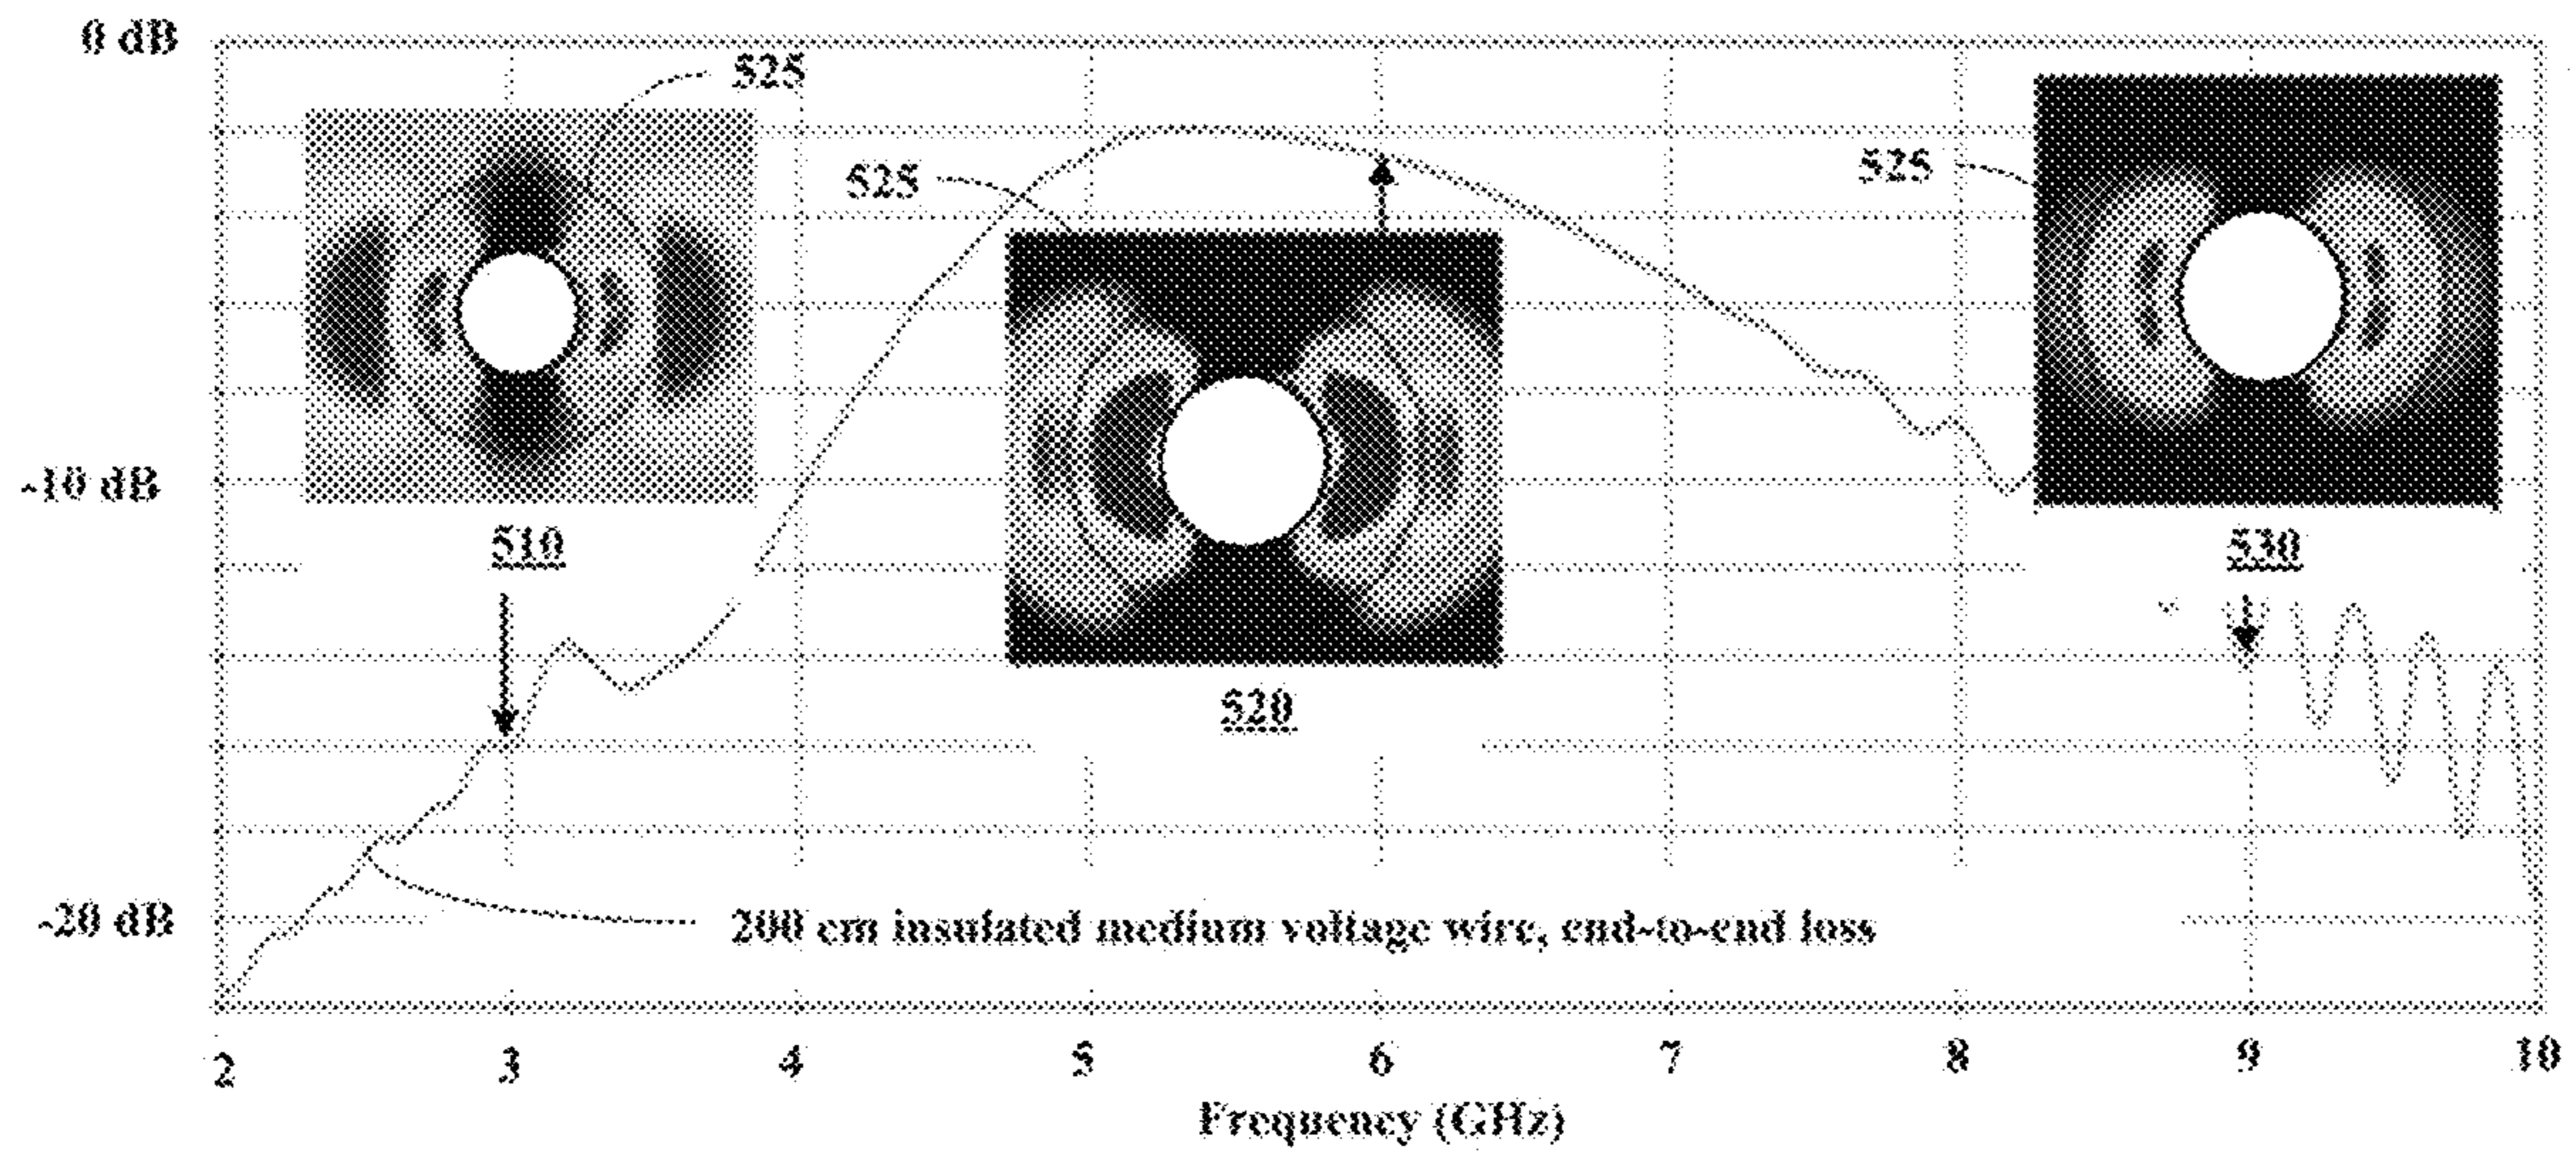 0 dB
525
525
525
-10 dB
510
530
520
-20 dB
200 cm insulated medium voltage wire, end-to-end loss
2 3 4 5 6 7 8 9 10
Frequency (GHz)